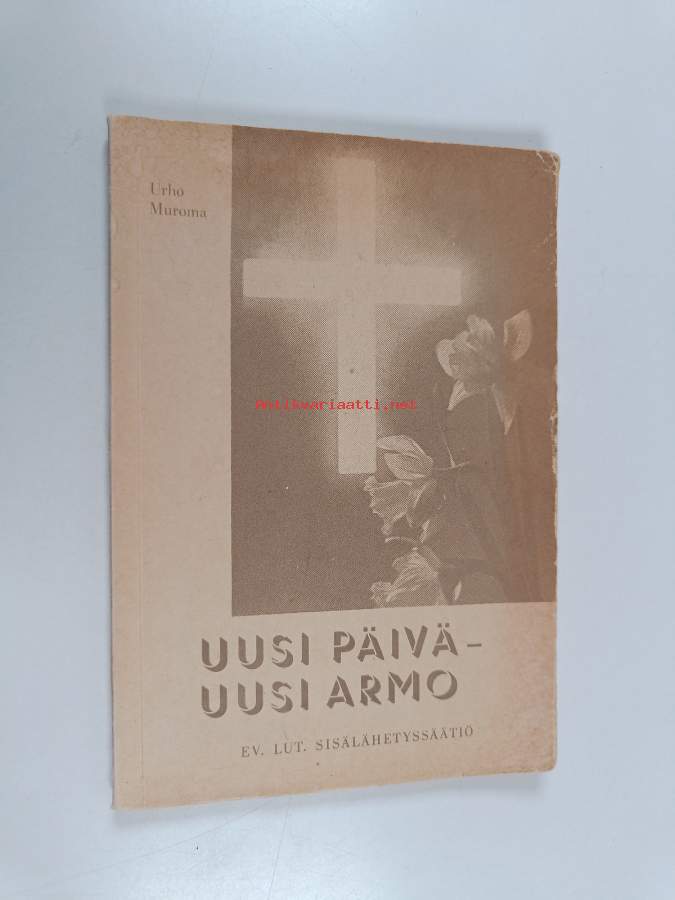 Urho
Muroma
Antikvariaatti.net
UUSI PÄIVÄ –
UUSI ARMO
EV. LUT. SISÄLÄHETYSSÄÄTIÖ